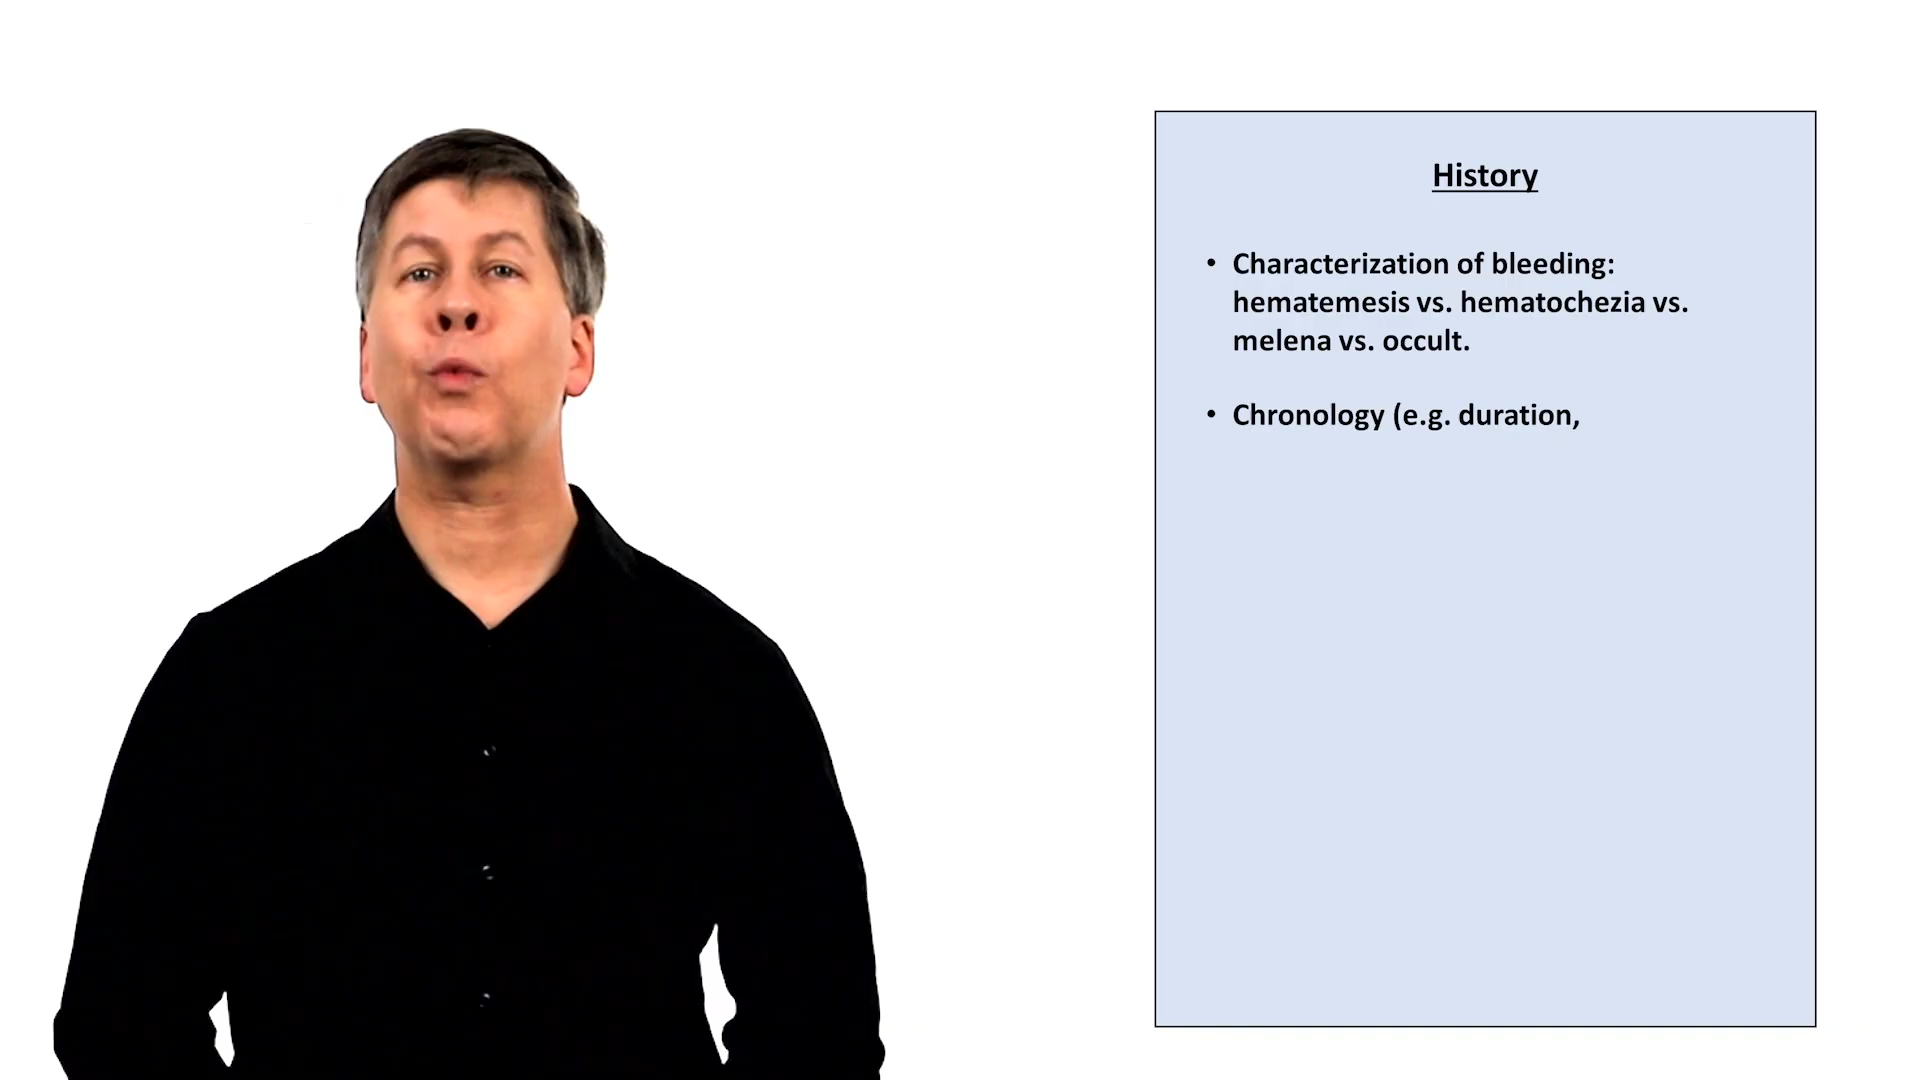 History
• Characterization of bleeding:
hematemesis vs. hematochezia vs.
melena vs. occult.
• Chronology (e.g. duration,